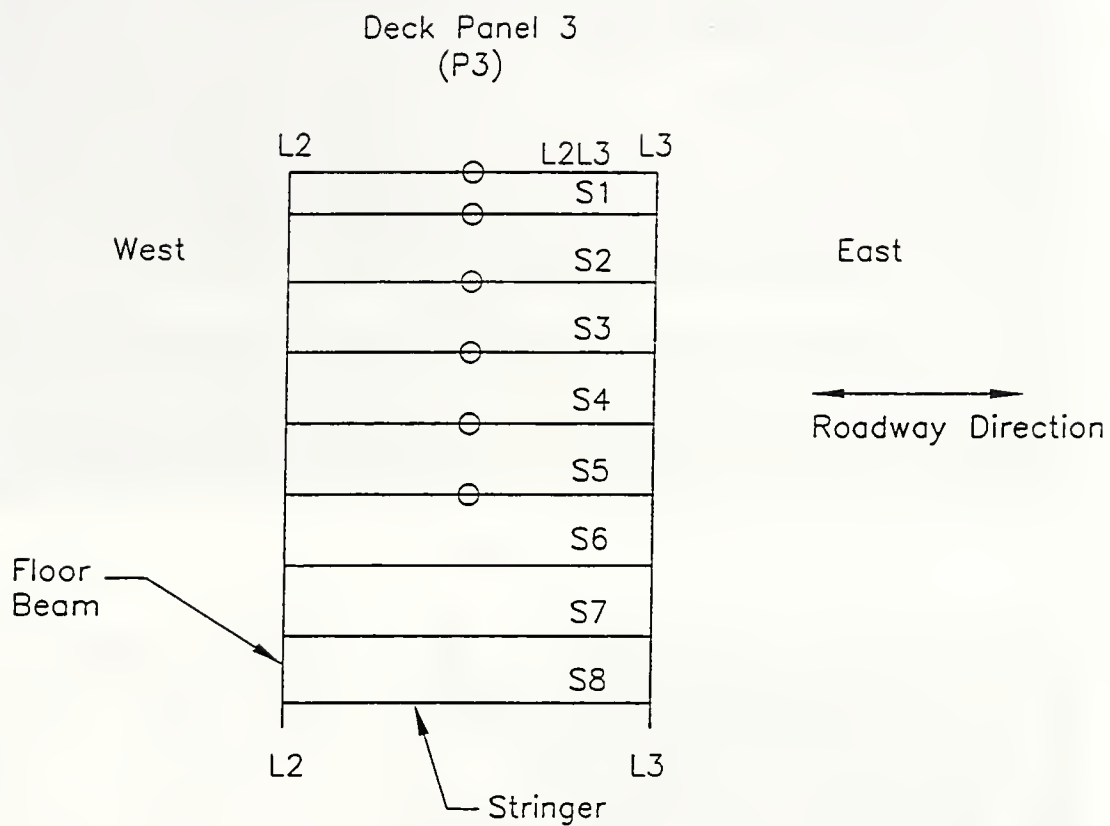 Deck Panel 3
(P3)
L2 L2L3 L3
S1
West S2 East
S3
S4
Roadway Direction
S5
S6
Floor
Beam
S7
S8
L2 L3
Stringer